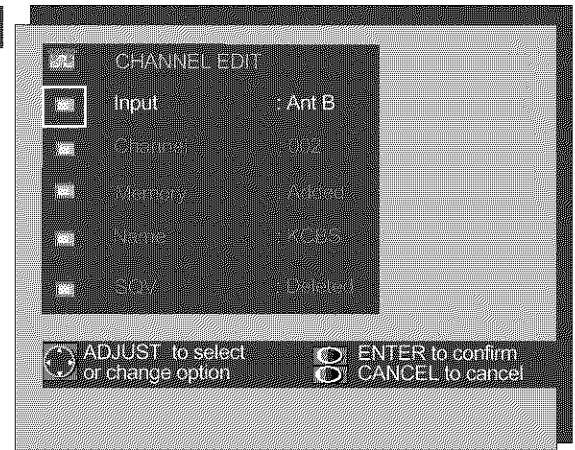 CHANNEL EDIT
Input : Ant B
Channel : 002
Memory : Added
Name : KCBS
SQV : Deleted
ADJUST to select
or change option
ENTER to confirm
CANCEL to cancel